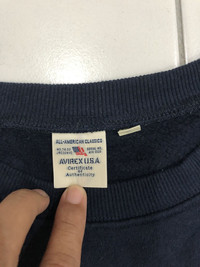 ALL-AMERICAN CLASSICS
AVIREX U.S.A.
Certificate
of
Authenticity